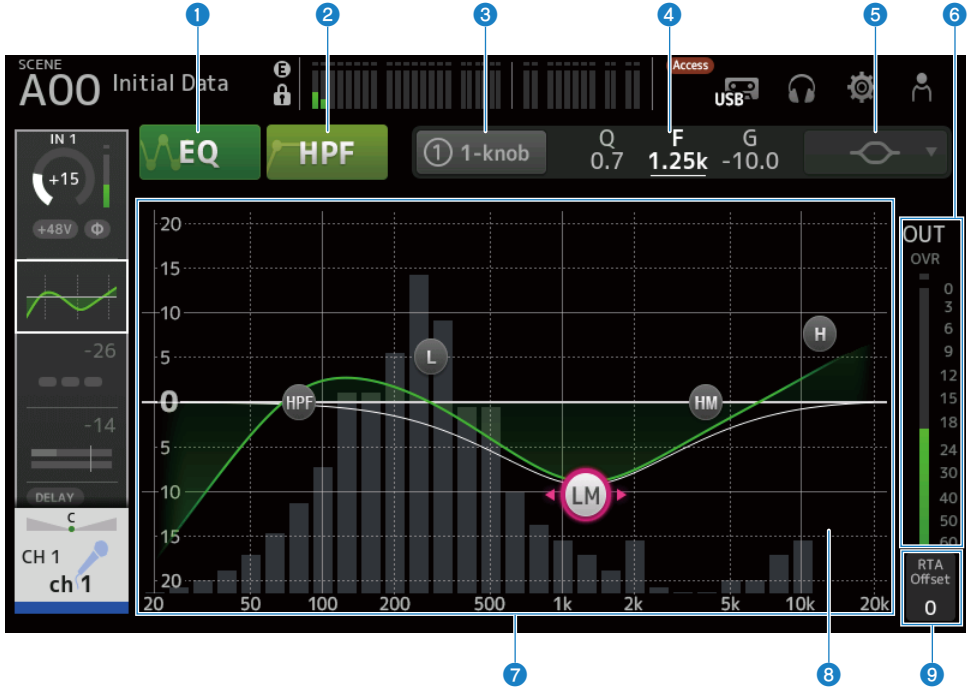 1 2 3 4 5 6
SCENE
A00 Initial Data
E
Access
USB
IN 1
+15
+48V Φ
-26
-14
DELAY
C
CH 1
ch 1
EQ
HPF
1 1-knob
Q F G
0.7 1.25k -10.0
20
15
10
5
0
5
10
15
20
L
H
HPF
HM
LM
20 50 100 200 500 1k 2k 5k 10k 20k
OUT
OVR
0
3
6
9
12
15
18
24
30
40
50
60
RTA
Offset
0
7 8 9